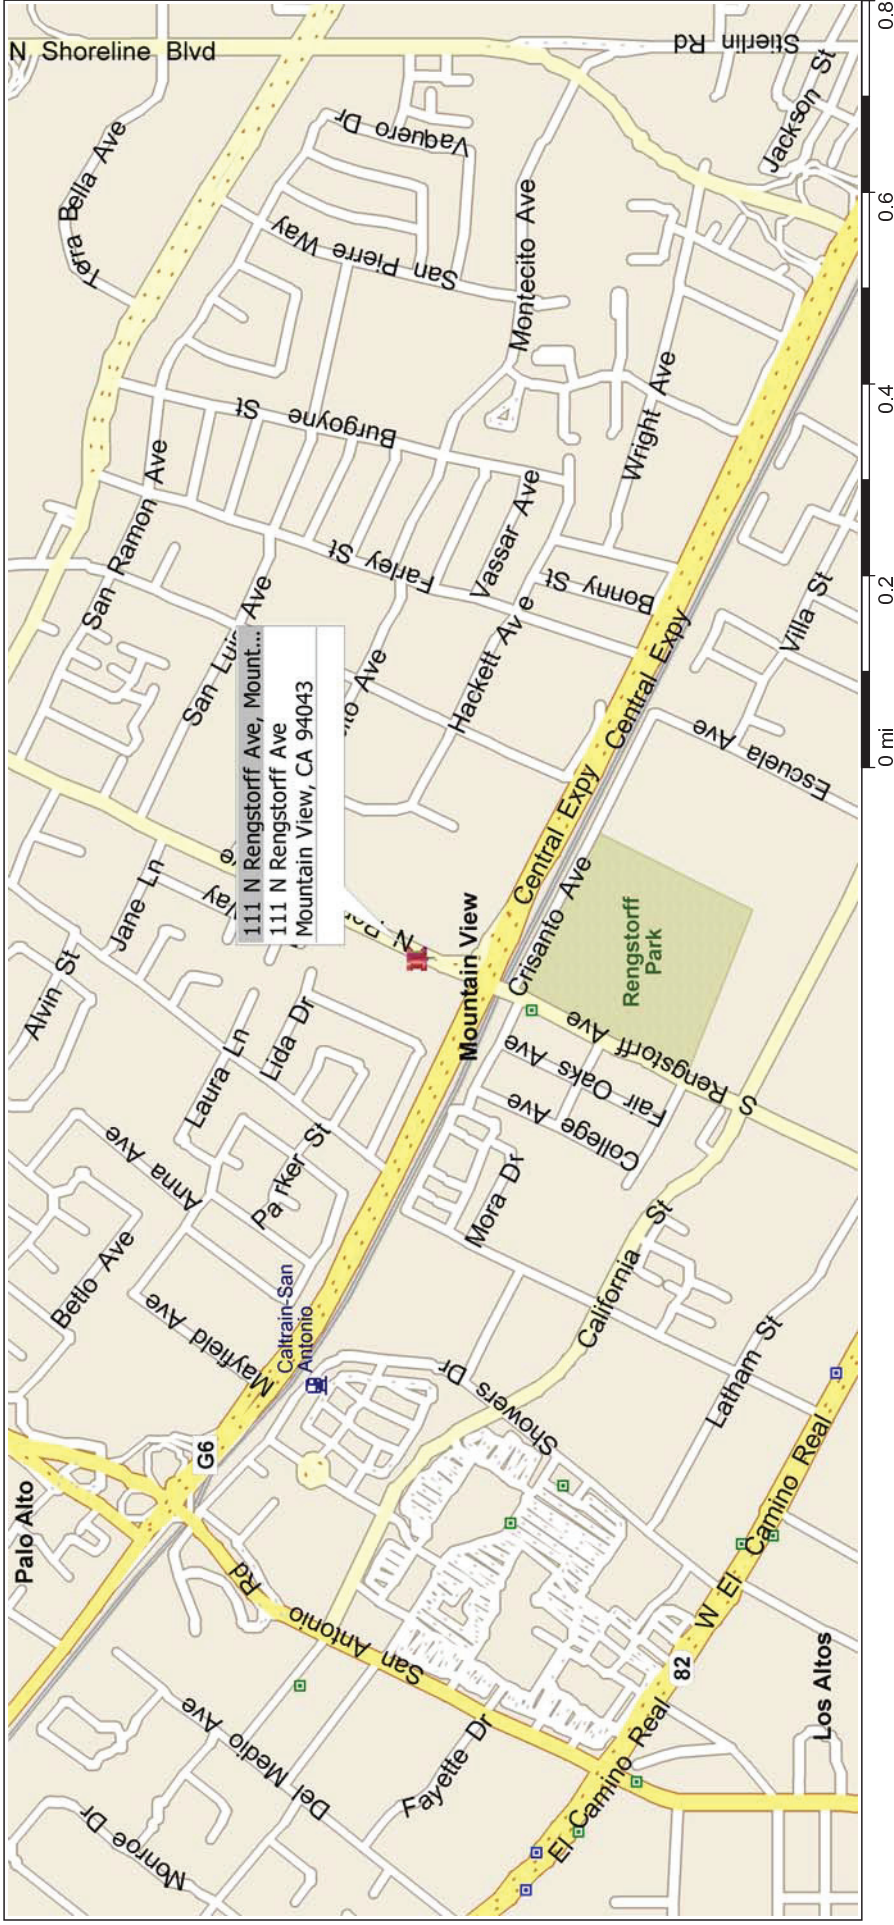 N Shoreline Blvd
Stierlin Rd
Jackson St
Terra Bella Ave
Vaquero Dr
San Pierre Way
Montecito Ave
Wright Ave
Burgoyne St
San Ramon Ave
Farley St
Vassar Ave
Bonny St
Hackett Ave
San Luis Ave
Villa St
Central Expy
Central Expy
Escuela Ave
111 N Rengstorff Ave, Mount...
111 N Rengstorff Ave
Mountain View, CA 94043
Jane Ln
Alvin St
N
Mountain View
Crisanto Ave
Rengstorff
Park
S Rengstorff Ave
Fair Oaks Ave
College Ave
Mora Dr
Laura Ln
Lida Dr
Parker St
Anna Ave
Betlo Ave
Mayfield Ave
Caltrain-San
Antonio
California St
Latham St
Showers Dr
G6
Palo Alto
San Antonio Rd
W El Camino Real
82
El Camino Real
Los Altos
Fayette Dr
Del Medio Ave
Monroe Dr
0 mi
0.2
0.4
0.6
0.8